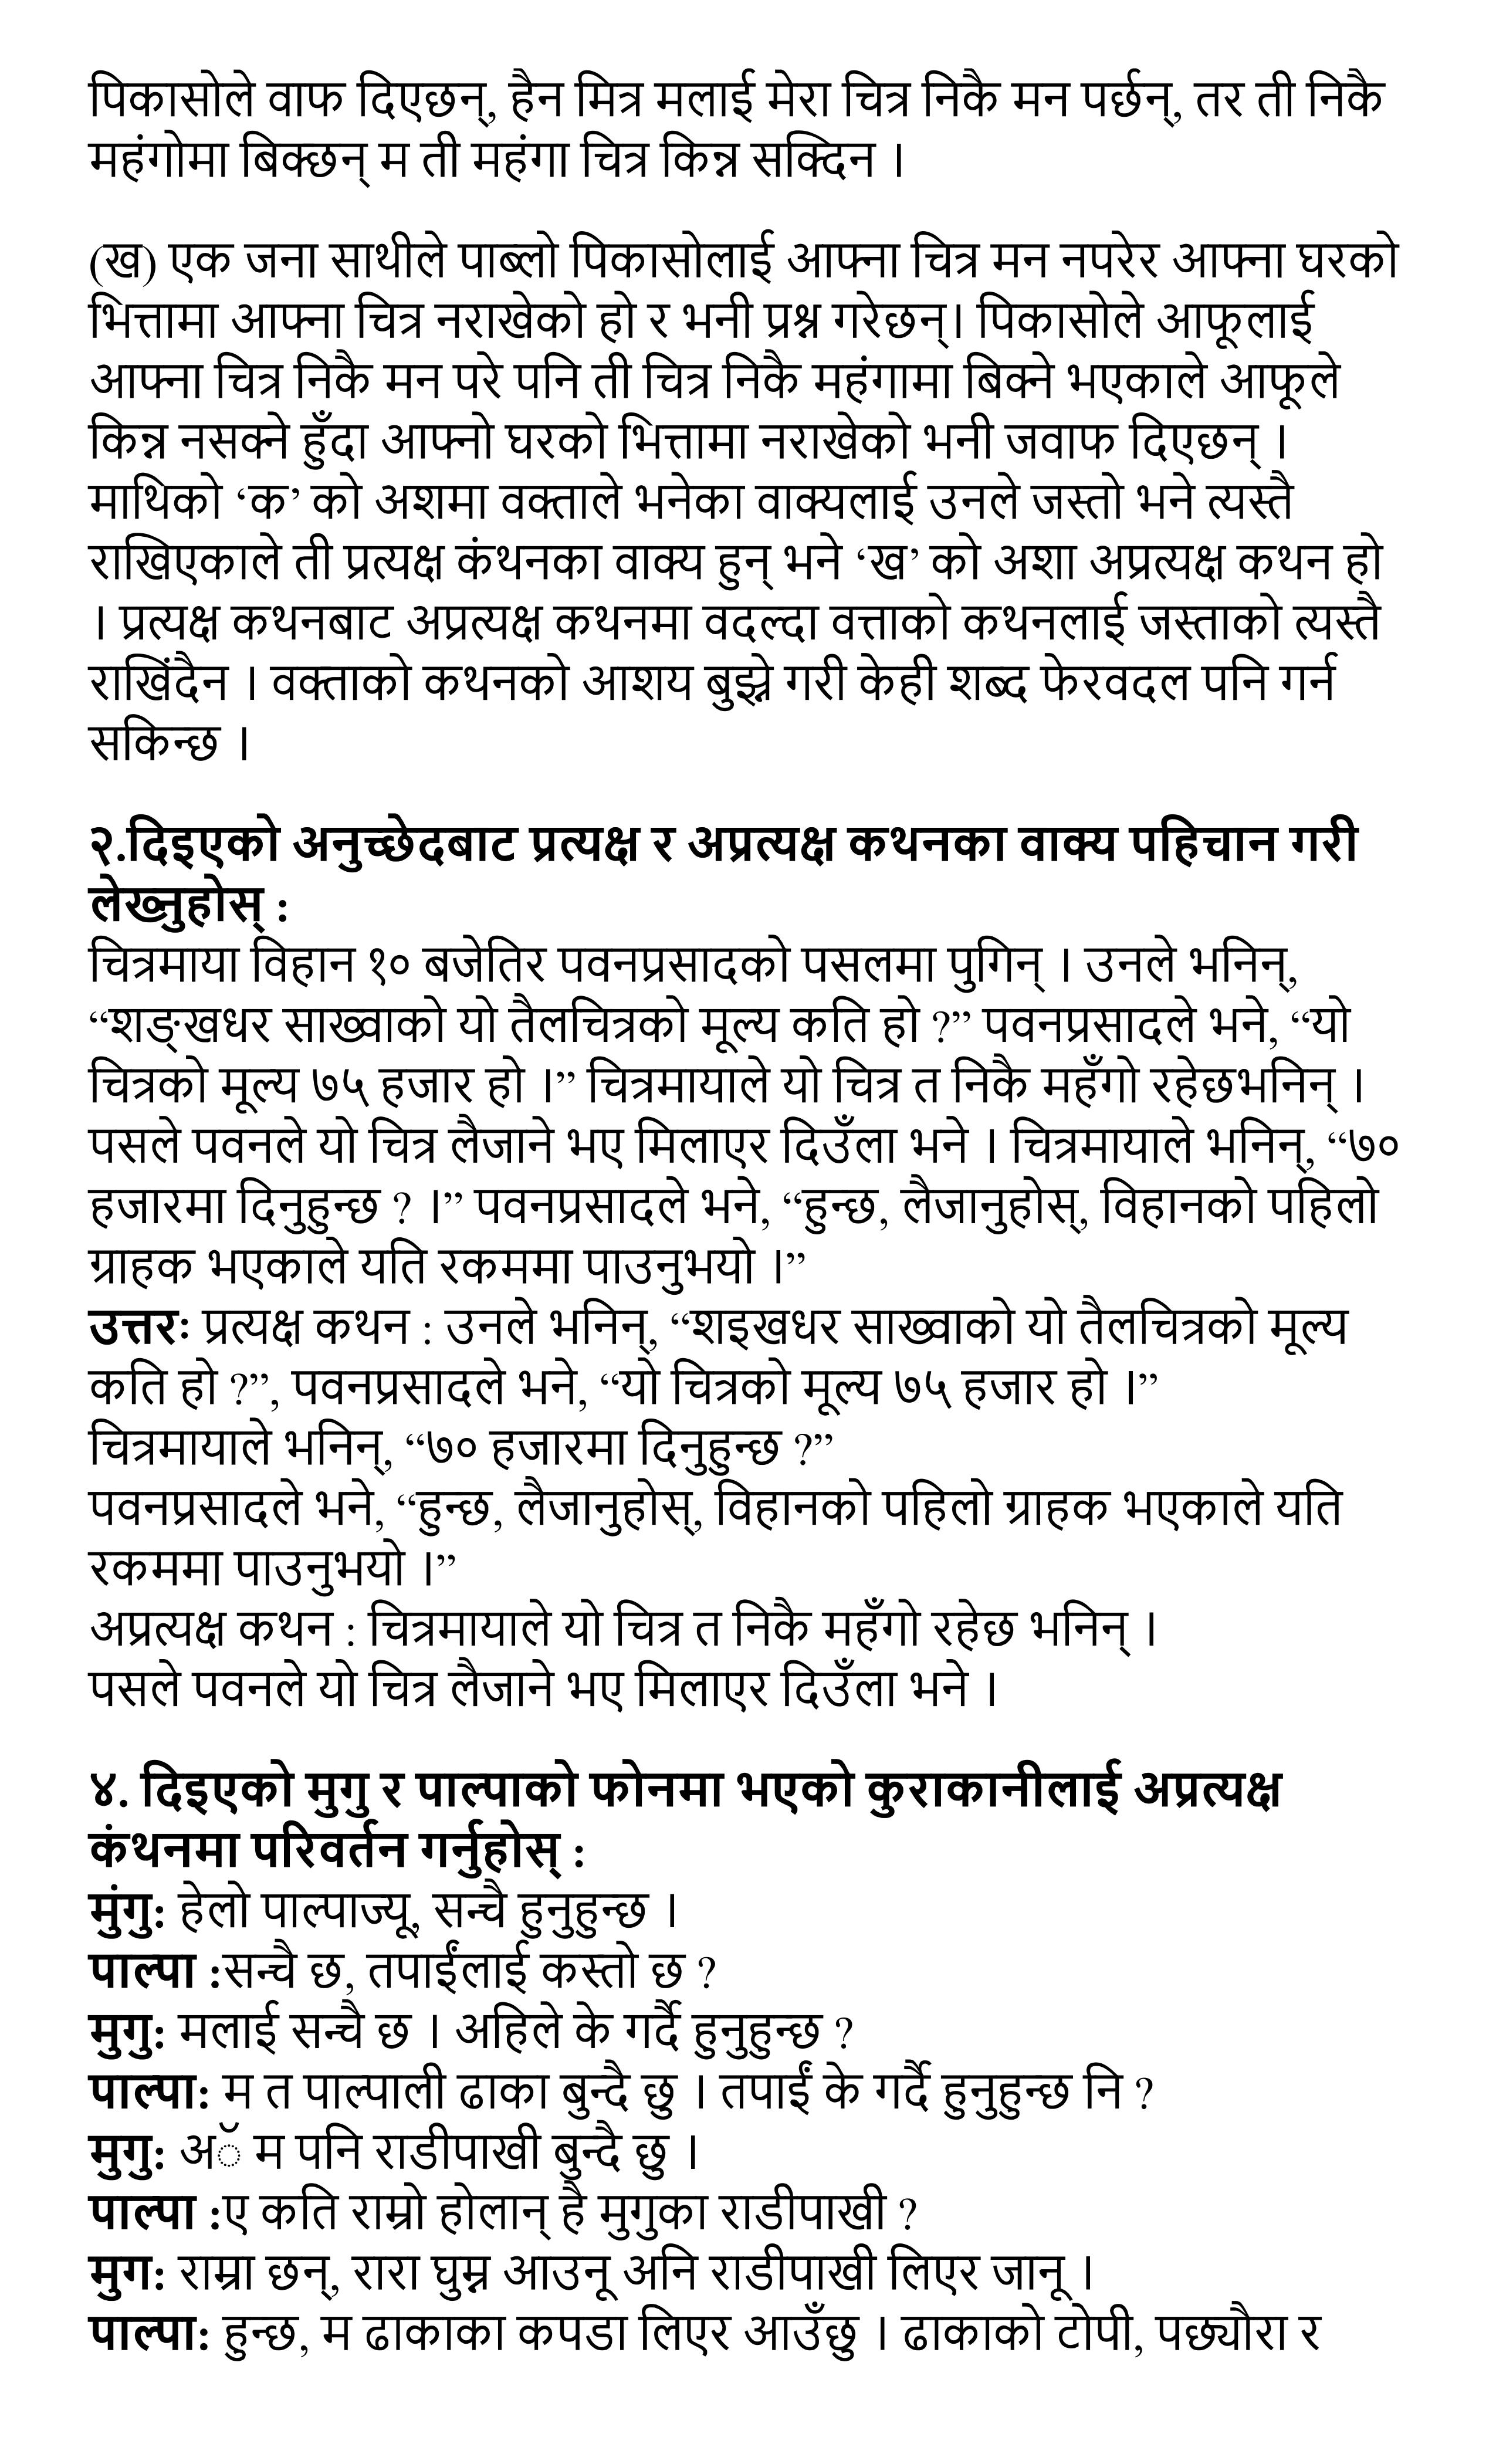 पिकासोले वाफ दिएछन्, हैन मित्र मलाई मेरा चित्र निकै मन पर्छन्, तर ती निकै
महंगोमा बिक्छन् म ती महंगा चित्र किन्न सक्दिन ।
(ख) एक जना साथीले पाब्लो पिकासोलाई आफ्ना चित्र मन नपरेर आफ्ना घरको
भित्तामा आफ्ना चित्र नराखेको हो र भनी प्रश्न गरेछन्। पिकासोले आफूलाई
आफ्ना चित्र निकै मन परे पनि ती चित्र निकै महंगामा बिक्ने भएकाले आफूले
किन्न नसक्ने हुँदा आफ्नो घरको भित्तामा नराखेको भनी जवाफ दिएछन् ।
माथिको ‘क’ को अशमा वक्ताले भनेका वाक्यलाई उनले जस्तो भने त्यस्तै
राखिएकाले ती प्रत्यक्ष कंथनका वाक्य हुन् भने ‘ख’ को अशा अप्रत्यक्ष कथन हो
। प्रत्यक्ष कथनबाट अप्रत्यक्ष कथनमा वदल्दा वत्ताको कथनलाई जस्ताको त्यस्तै
राखिंदैन । वक्ताको कथनको आशय बुझ्ने गरी केही शब्द फेरवदल पनि गर्न
सकिन्छ ।
२.दिइएको अनुच्छेदबाट प्रत्यक्ष र अप्रत्यक्ष कथनका वाक्य पहिचान गरी
लेख्नुहोस् :
चित्रमाया विहान १० बजेतिर पवनप्रसादको पसलमा पुगिन् । उनले भनिन्,
“शङ्खधर साख्वाको यो तैलचित्रको मूल्य कति हो ?” पवनप्रसादले भने, “यो
चित्रको मूल्य ७५ हजार हो ।” चित्रमायाले यो चित्र त निकै महँगो रहेछभनिन् ।
पसले पवनले यो चित्र लैजाने भए मिलाएर दिउँला भने । चित्रमायाले भनिन्, “७०
हजारमा दिनुहुन्छ ? ।” पवनप्रसादले भने, “हुन्छ, लैजानुहोस्, विहानको पहिलो
ग्राहक भएकाले यति रकममा पाउनुभयो ।”
उत्तरः प्रत्यक्ष कथन : उनले भनिन्, “शइखधर साख्वाको यो तैलचित्रको मूल्य
कति हो ?”, पवनप्रसादले भने, “यो चित्रको मूल्य ७५ हजार हो ।”
चित्रमायाले भनिन्, “७० हजारमा दिनुहुन्छ ?”
पवनप्रसादले भने, “हुन्छ, लैजानुहोस्, विहानको पहिलो ग्राहक भएकाले यति
रकममा पाउनुभयो ।”
अप्रत्यक्ष कथन : चित्रमायाले यो चित्र त निकै महँगो रहेछ भनिन् ।
पसले पवनले यो चित्र लैजाने भए मिलाएर दिउँला भने ।
४. दिइएको मुगु र पाल्पाको फोनमा भएको कुराकानीलाई अप्रत्यक्ष
कंथनमा परिवर्तन गर्नुहोस् :
मुंगु: हेलो पाल्पाज्यू, सन्चै हुनुहुन्छ ।
पाल्पा :सन्चै छ, तपाईंलाई कस्तो छ ?
मुगु: मलाई सन्चै छ । अहिले के गर्दै हुनुहुन्छ ?
पाल्पा: म त पाल्पाली ढाका बुन्दै छु । तपाईं के गर्दै हुनुहुन्छ नि ?
मुगु: अॅ म पनि राडीपाखी बुन्दै छु ।
पाल्पा :ए कति राम्रो होलान् है मुगुका राडीपाखी ?
मुग: राम्रा छन्, रारा घुम्न आउनू अनि राडीपाखी लिएर जानू ।
पाल्पा: हुन्छ, म ढाकाका कपडा लिएर आउँछु । ढाकाको टोपी, पछ्यौरा र